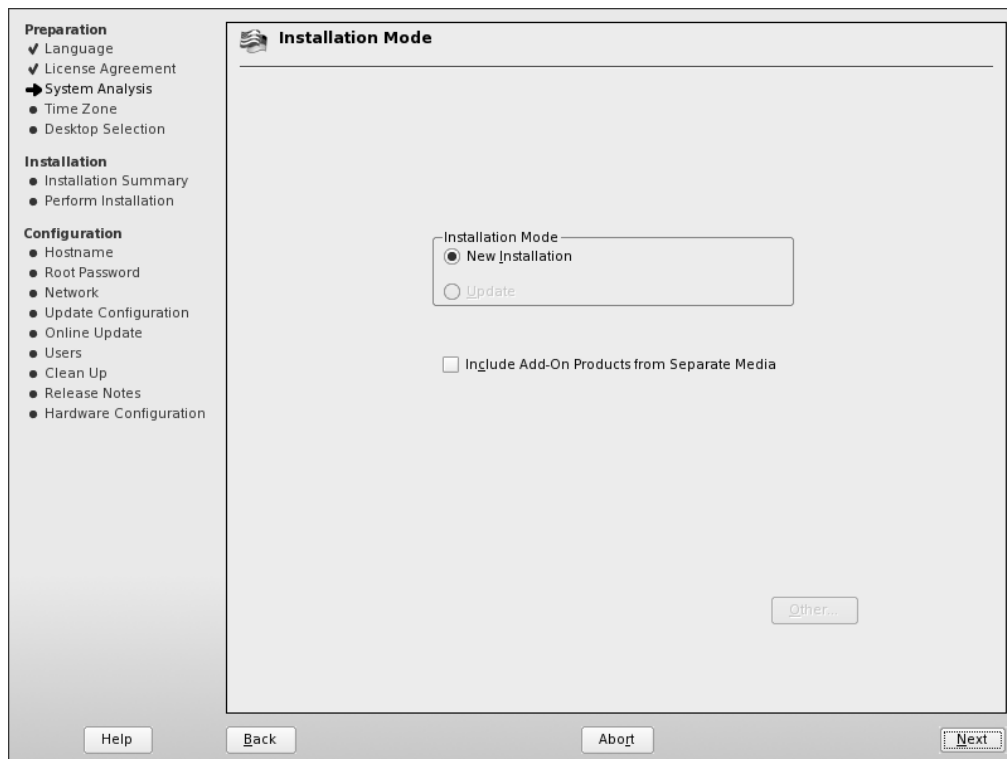 Preparation
Language
License Agreement
System Analysis
Time Zone
Desktop Selection
Installation
Installation Summary
Perform Installation
Configuration
Hostname
Root Password
Network
Update Configuration
Online Update
Users
Clean Up
Release Notes
Hardware Configuration
Installation Mode
Installation Mode
New Installation
Update
Include Add-On Products from Separate Media
Other...
Help
Back
Abort
Next